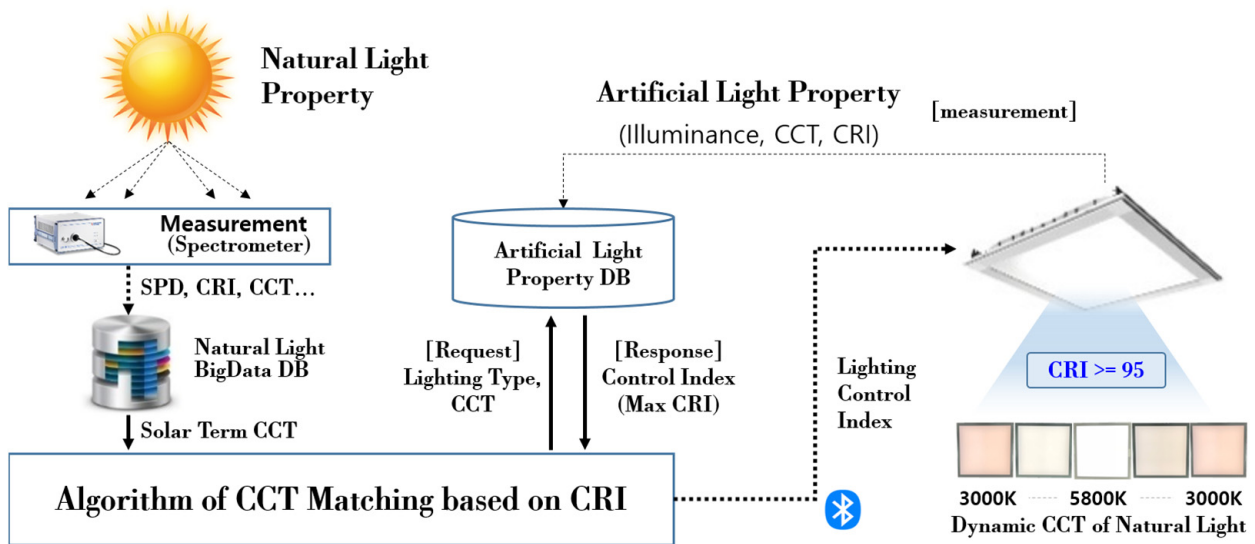 Natural Light
Property
Measurement
(Spectrometer)
SPD, CRI, CCT...
Natural Light
BigData DB
Solar Term CCT
Algorithm of CCT Matching based on CRI
Artificial Light Property
(Illuminance, CCT, CRI)
[measurement]
Artificial Light
Property DB
[Request]
Lighting Type,
CCT
[Response]
Control Index
(Max CRI)
Lighting
Control
Index
CRI >= 95
3000K
5800K
3000K
Dynamic CCT of Natural Light